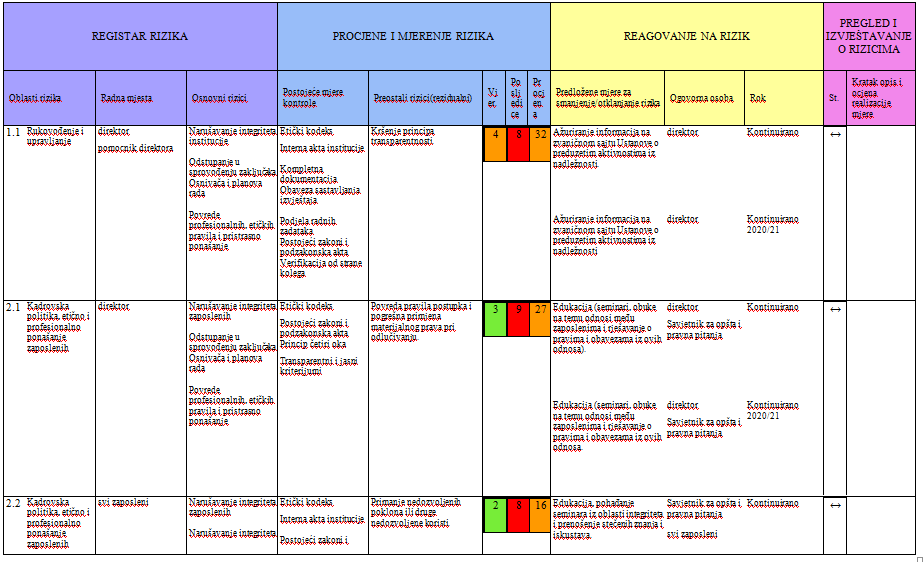 REGISTAR RIZIKA
PROCJENE I MJERENJE RIZIKA
REAGOVANJE NA RIZIK
PREGLED I
IZVJEŠTAVANJE
O RIZICIMA
Oblasti rizika
Radna mjesta
Osnovni rizici
Postojeće mjere
kontrole
Preostali rizici(rezidualni)
Vj
er.
Po
slj
edi
ce
Pr
ocj
en
a
Predložene mjere za
smanjenje/otklanjanje rizika
Ogovorna osoba
Rok
St.
Kratak opis i
ocjena
realizacije
mjere
1.1
Rukovođenje i
upravljanje
direktor
pomoćnik direktora
Narušavanje integriteta
institucije
Odstupanje u
sprovođenju zaključaka
Osnivača i planova
rada
Povrede
profesionalnih, etičkih
pravila i pristrasno
ponašanje
Etički kodeks
Interna akta institucije
Kompletna
dokumentacija
Obaveza sastavljanja
izvještaja
Podjela radnih
zadataka
Postojeći zakoni i
podzakonska akta
Verifikacija od strane
kolega
Kršenje principa
transparentnosti
4
8
32
Ažuriranje informacija na
zvaničnom sajtu Ustanove o
preduzetim aktivnostima iz
nadležnosti
direktor
Kontinuirano
Ažuriranje informacija na
zvaničnom sajtu Ustanove o
preduzetim aktivnostima iz
nadležnosti
direktor
Kontinuirano
2020/21
↔
2.1
Kadrovska
politika, etično i
profesionalno
ponašanje
zaposlenih
direktor
Narušavanje integriteta
zaposlenih
Odstupanje u
sprovođenju zaključaka
Osnivača i planova
rada
Povrede
profesionalnih, etičkih
pravila i pristrasno
ponašanje
Etički kodeks
Postojeći zakoni i
podzakonska akta
Princip četiri oka
Transparentni i jasni
kriterijumi
Povreda pravila postupka i
pogrešna primjena
materijalnog prava pri
odlučivanju
3
9
27
Edukacija (seminari, obuke
na temu odnosi među
zaposlenima i rješavanje o
pravima i obavezama iz ovih
odnosa)
direktor
Savjetnik za opšta i
pravna pitanja
Kontinuirano
Edukacija (seminari, obuke
na temu odnosi među
zaposlenima i rješavanje o
pravima i obavezama iz ovih
odnosa
direktor
Savjetnik za opšta i
pravna pitanja
Kontinuirano
2020/21
↔
2.2
Kadrovska
politika, etično i
profesionalno
ponašanje
zaposlenih
svi zaposleni
Narušavanje integriteta
zaposlenih
Narušavanje integriteta
Etički kodeks
Interna akta institucije
Postojeći zakoni i
Primanje nedozvoljenih
poklona ili druge
nedozvoljene koristi
2
8
16
Edukacija, pohađanje
seminara iz oblasti integriteta
i prenošenje stečenih znanja i
iskustava
Savjetnik za opšta i
pravna pitanja
svi zaposleni
Kontinuirano
↔